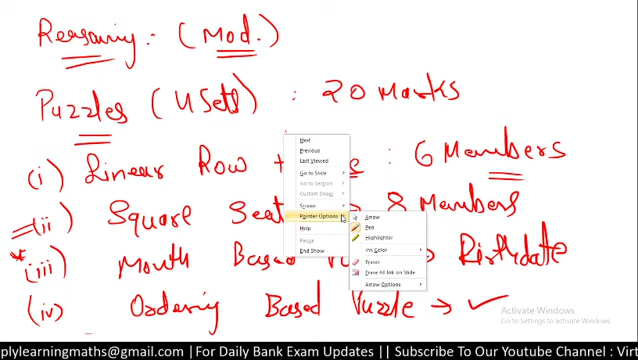 Reasoning : (Mod.)
Puzzles (4 Sets) : 20 Marks
(i) Linear Row + : 6 Members
(ii) Square Seat 8 Members
(iii) Month Based Birthdate
(iv) Ordering Based Puzzle → ✓
Next
Previous
Last Viewed
Go to Slide
Go to Section
Custom Show
Screen
Pointer Options
Help
Pause
End Show
Arrow
Pen
Highlighter
Ink Color
Eraser
Erase All Ink on Slide
Arrow Options
Activate Windows
Go to Settings to activate Windows.
plylearningmaths@gmail.com |For Daily Bank Exam Updates || Subscribe To Our Youtube Channel : Virt